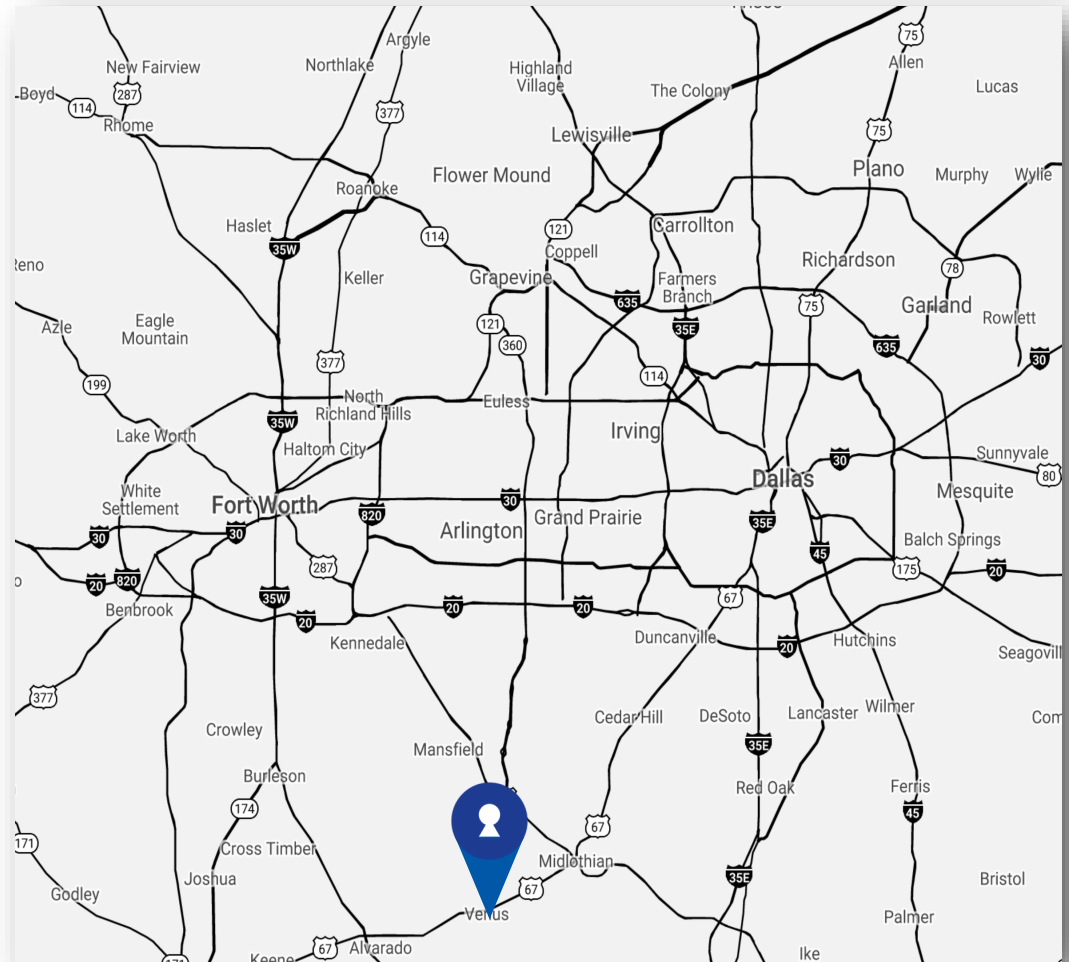 Argyle
75
New Fairview
Northlake
Highland
Village
Allen
Lucas
Boyd
287
The Colony
114
377
Rhome
Lewisville
75
Plano
Flower Mound
Murphy
Wylie
Roanoke
Haslet
121
Carrollton
35W
114
Coppell
Richardson
78
Keller
Grapevine
Farmers
Branch
635
75
Garland
Azle
Eagle
Mountain
121
35E
Rowlett
360
635
30
377
114
199
North
Richland Hills
Euless
35W
Irving
Lake Worth
Haltom City
30
Sunnyvale
80
Dallas
White
Settlement
Fort Worth
30
Mesquite
820
Grand Prairie
35E
Arlington
30
30
45
Balch Springs
287
175
20
20
820
35W
67
Benbrook
20
20
20
Kennedale
Duncanville
20
Hutchins
377
Cedar Hill
DeSoto
Lancaster
Wilmer
Crowley
35E
Mansfield
Burleson
Red Oak
Ferris
174
45
67
171
Cross Timber
Midlothian
Joshua
35E
Bristol
Godley
67
Venus
Palmer
67
Alvarado
Ike
Keene